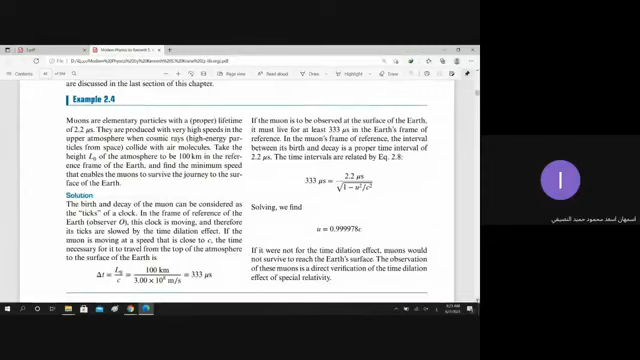 Modern Physics by Kenneth S
Contents
Page view
Read aloud
Draw
Highlight
Erase
are discussed in the last section of this chapter.
Example 2.4
Muons are elementary particles with a (proper) lifetime
of 2.2 μs. They are produced with very high speeds in the
upper atmosphere when cosmic rays (high-energy par-
ticles from space) collide with air molecules. Take
the height L₀ of the atmosphere to be 100 km in the refer-
ence frame of the Earth, and find the minimum speed
that enables the muons to survive the journey to the sur-
face of the Earth.
Solution
The birth and decay of the muon can be considered as
the "ticks" of a clock. In the frame of reference of the
Earth (observer O), this clock is moving, and therefore
its ticks are slowed by the time dilation effect. If
the muon is moving at a speed that is close to c, the time
necessary for it to travel from the top of the atmosphere
to the surface of the Earth is
Δt = L₀/c = 100 km / 3.00 × 10⁸ m/s = 333 μs
If the muon is to be observed at the surface of the Earth,
it must live for at least 333 μs in the Earth's frame of
reference. In the muon's frame of reference, the interval
between its birth and decay is a proper time interval of
2.2 μs. The time intervals are related by Eq. 2.8:
333 μs = 2.2 μs / √(1 − u²/c²)
Solving, we find
u = 0.999978c
If it were not for the time dilation effect, muons would
not survive to reach the Earth's surface. The observation
of these muons is a direct verification of the time dilation
effect of special relativity.
I
اسمهان اسعد محمود حميد النصيفي